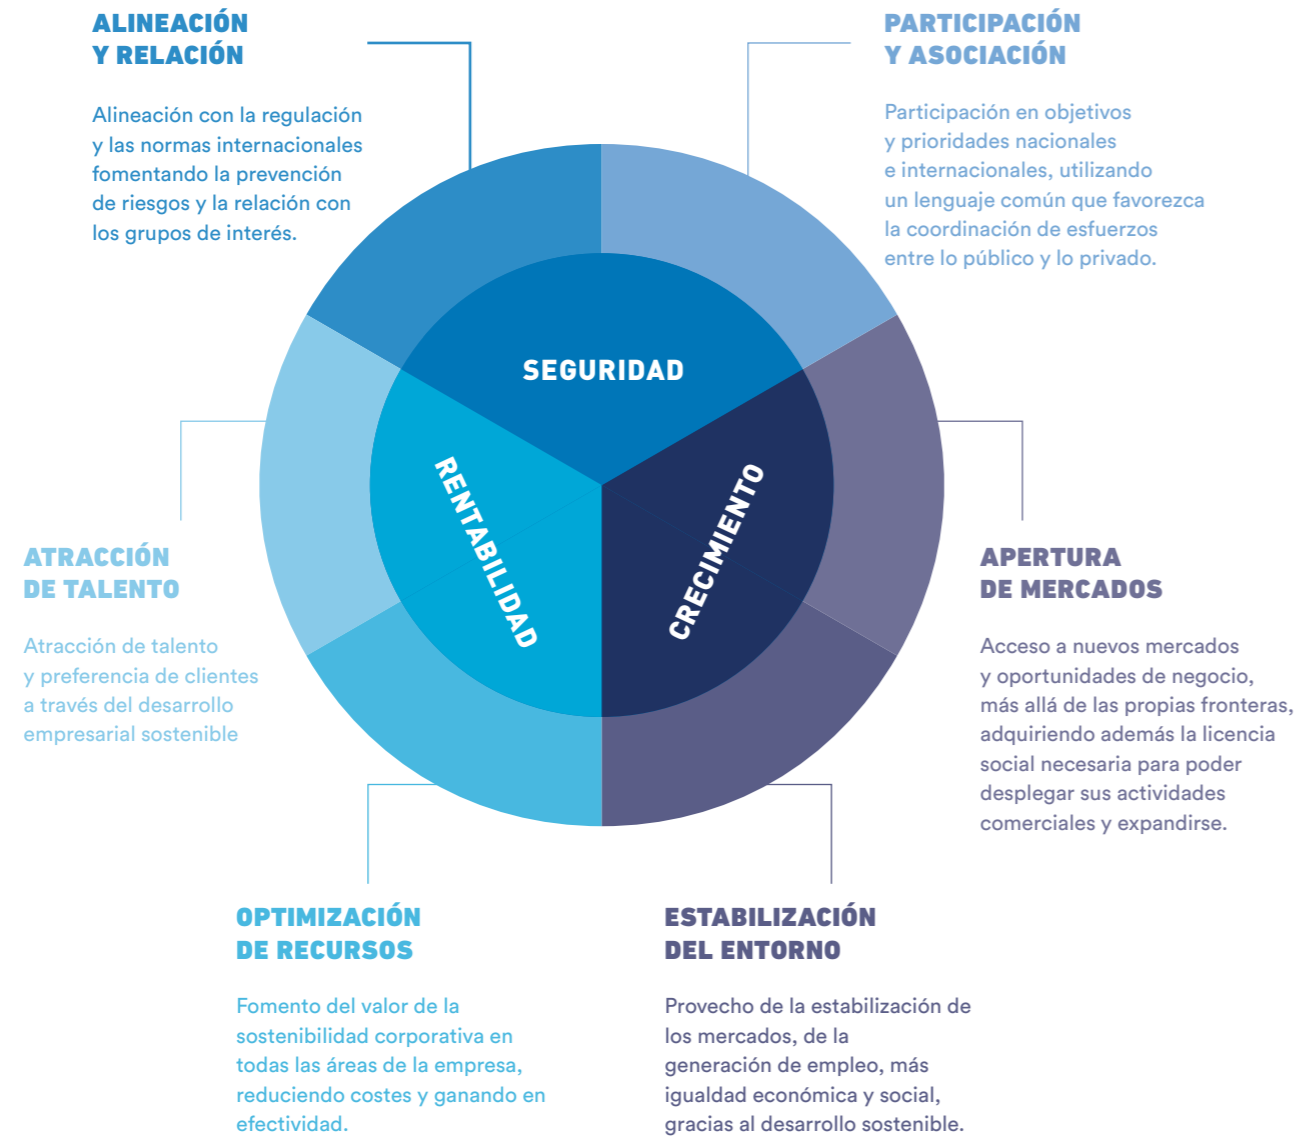 ALINEACIÓN
Y RELACIÓN
Alineación con la regulación
y las normas internacionales
fomentando la prevención
de riesgos y la relación con
los grupos de interés.
PARTICIPACIÓN
Y ASOCIACIÓN
Participación en objetivos
y prioridades nacionales
e internacionales, utilizando
un lenguaje común que favorezca
la coordinación de esfuerzos
entre lo público y lo privado.
SEGURIDAD
RENTABILIDAD
CRECIMIENTO
ATRACCIÓN
DE TALENTO
Atracción de talento
y preferencia de clientes
a través del desarrollo
empresarial sostenible
APERTURA
DE MERCADOS
Acceso a nuevos mercados
y oportunidades de negocio,
más allá de las propias fronteras,
adquiriendo además la licencia
social necesaria para poder
desplegar sus actividades
comerciales y expandirse.
OPTIMIZACIÓN
DE RECURSOS
Fomento del valor de la
sostenibilidad corporativa en
todas las áreas de la empresa,
reduciendo costes y ganando en
efectividad.
ESTABILIZACIÓN
DEL ENTORNO
Provecho de la estabilización de
los mercados, de la
generación de empleo, más
igualdad económica y social,
gracias al desarrollo sostenible.